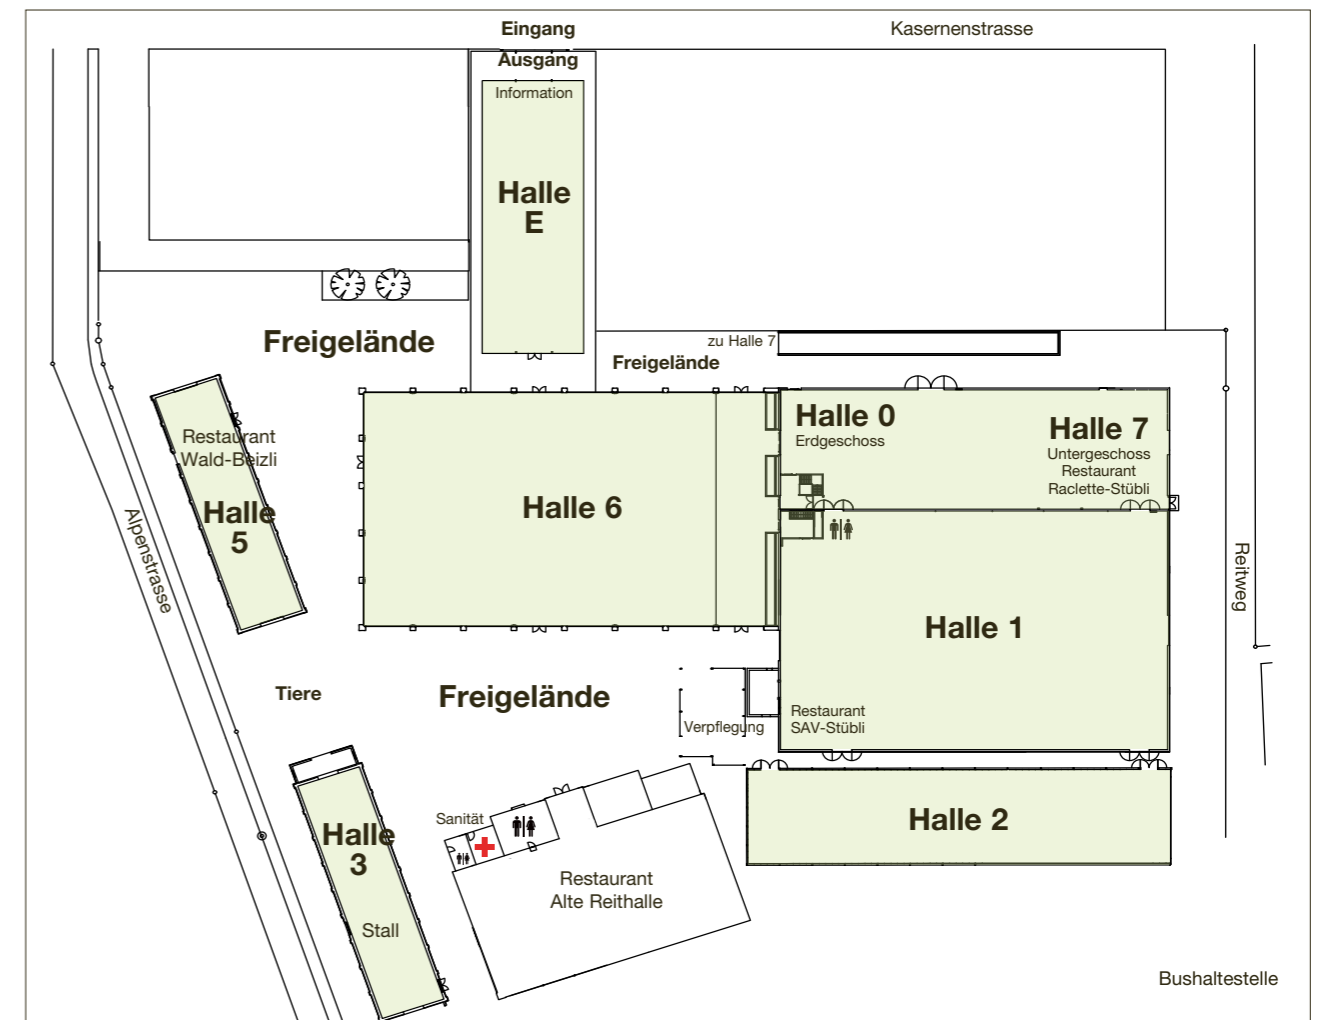 Eingang
Kasernenstrasse
Ausgang
Information
Halle
E
Freigelände
zu Halle 7
Freigelände
Halle 0
Erdgeschoss
Halle 7
Untergeschoss
Restaurant
Raclette-Stübli
Restaurant
Wald-Beizli
Halle
5
Halle 6
Alpenstrasse
Reitweg
Halle 1
Tiere
Freigelände
Verpflegung
Restaurant
SAV-Stübli
Halle 2
Sanität
Halle
3
Stall
Restaurant
Alte Reithalle
Bushaltestelle